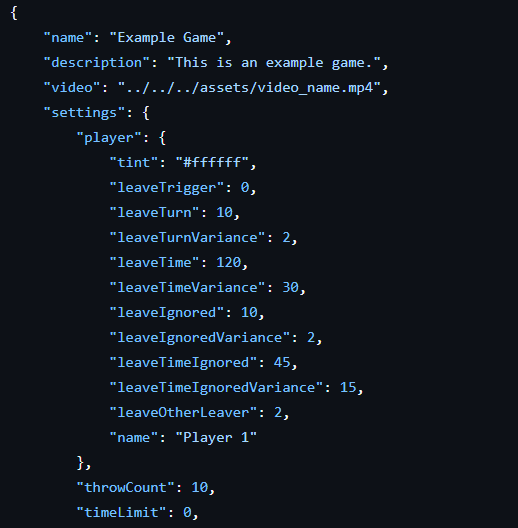 {
"name": "Example Game",
"description": "This is an example game.",
"video": "../../../assets/video_name.mp4",
"settings": {
"player": {
"tint": "#ffffff",
"leaveTrigger": 0,
"leaveTurn": 10,
"leaveTurnVariance": 2,
"leaveTime": 120,
"leaveTimeVariance": 30,
"leaveIgnored": 10,
"leaveIgnoredVariance": 2,
"leaveTimeIgnored": 45,
"leaveTimeIgnoredVariance": 15,
"leaveOtherLeaver": 2,
"name": "Player 1"
},
"throwCount": 10,
"timeLimit": 0,